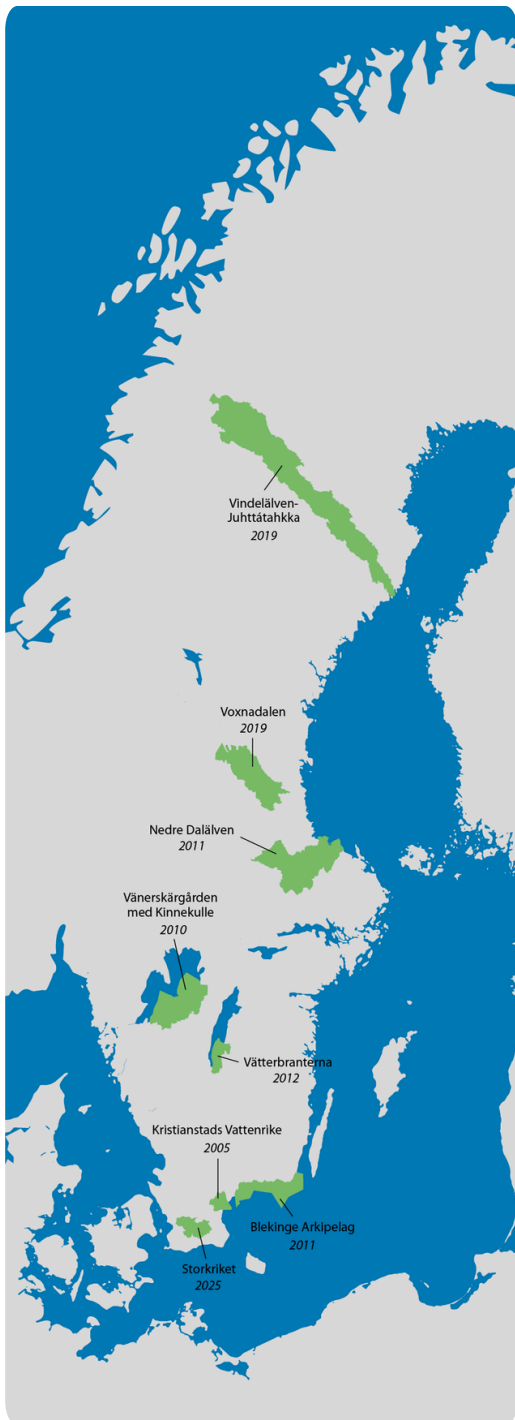 Vindelälven-
Juhttátahkka
2019
Voxnadalen
2019
Nedre Dalälven
2011
Vänerskärgården
med Kinnekulle
2010
Vätterbranterna
2012
Kristianstads Vattenrike
2005
Blekinge Arkipelag
2011
Storkriket
2025